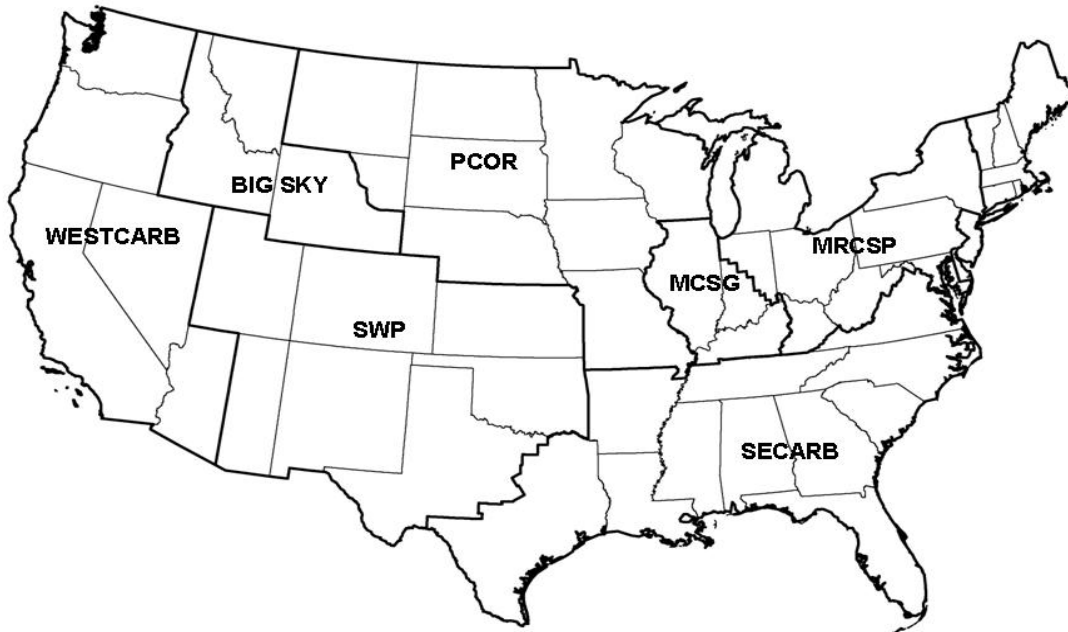 PCOR
BIG SKY
WESTCARB
MRCSP
MCSG
SWP
SECARB